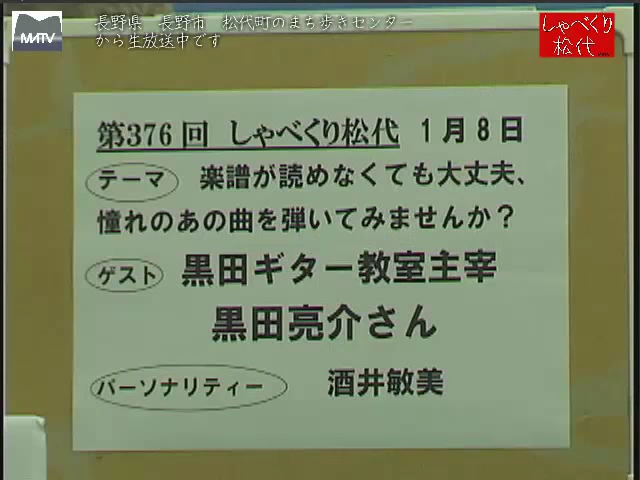 MATV
長野県　長野市　松代町のまち歩きセンター
から生放送中です
しゃべくり
松代
第376回　しゃべくり松代　1月8日
テーマ　楽譜が読めなくても大丈夫、
憧れのあの曲を弾いてみませんか？
ゲスト　黒田ギター教室主宰
黒田亮介さん
パーソナリティー　酒井敏美